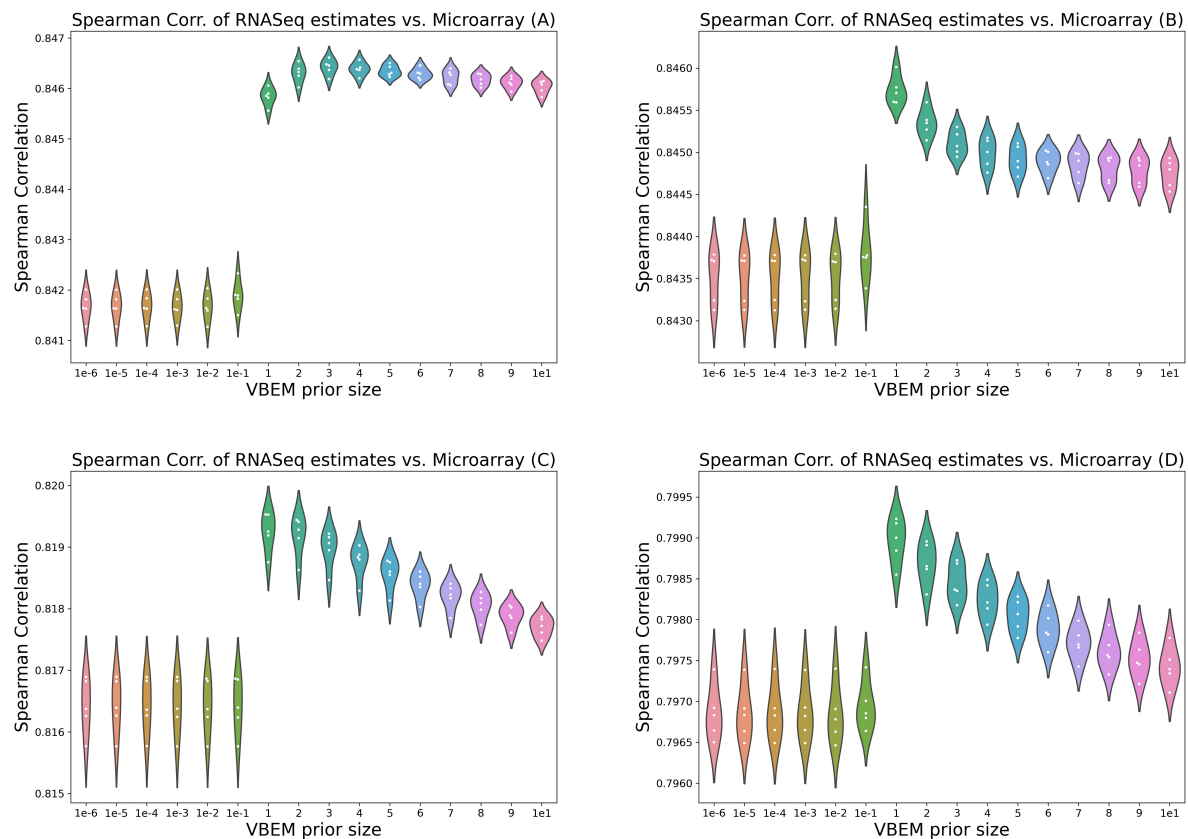 Spearman Corr. of RNASeq estimates vs. Microarray (A)
0.847
0.846
0.845
0.844
0.843
0.842
0.841
Spearman Correlation
1e-6 1e-5 1e-4 1e-3 1e-2 1e-1 1 2 3 4 5 6 7 8 9 1e1
VBEM prior size
Spearman Corr. of RNASeq estimates vs. Microarray (B)
0.8460
0.8455
0.8450
0.8445
0.8440
0.8435
0.8430
Spearman Correlation
1e-6 1e-5 1e-4 1e-3 1e-2 1e-1 1 2 3 4 5 6 7 8 9 1e1
VBEM prior size
Spearman Corr. of RNASeq estimates vs. Microarray (C)
0.820
0.819
0.818
0.817
0.816
0.815
Spearman Correlation
1e-6 1e-5 1e-4 1e-3 1e-2 1e-1 1 2 3 4 5 6 7 8 9 1e1
VBEM prior size
Spearman Corr. of RNASeq estimates vs. Microarray (D)
0.7995
0.7990
0.7985
0.7980
0.7975
0.7970
0.7965
0.7960
Spearman Correlation
1e-6 1e-5 1e-4 1e-3 1e-2 1e-1 1 2 3 4 5 6 7 8 9 1e1
VBEM prior size